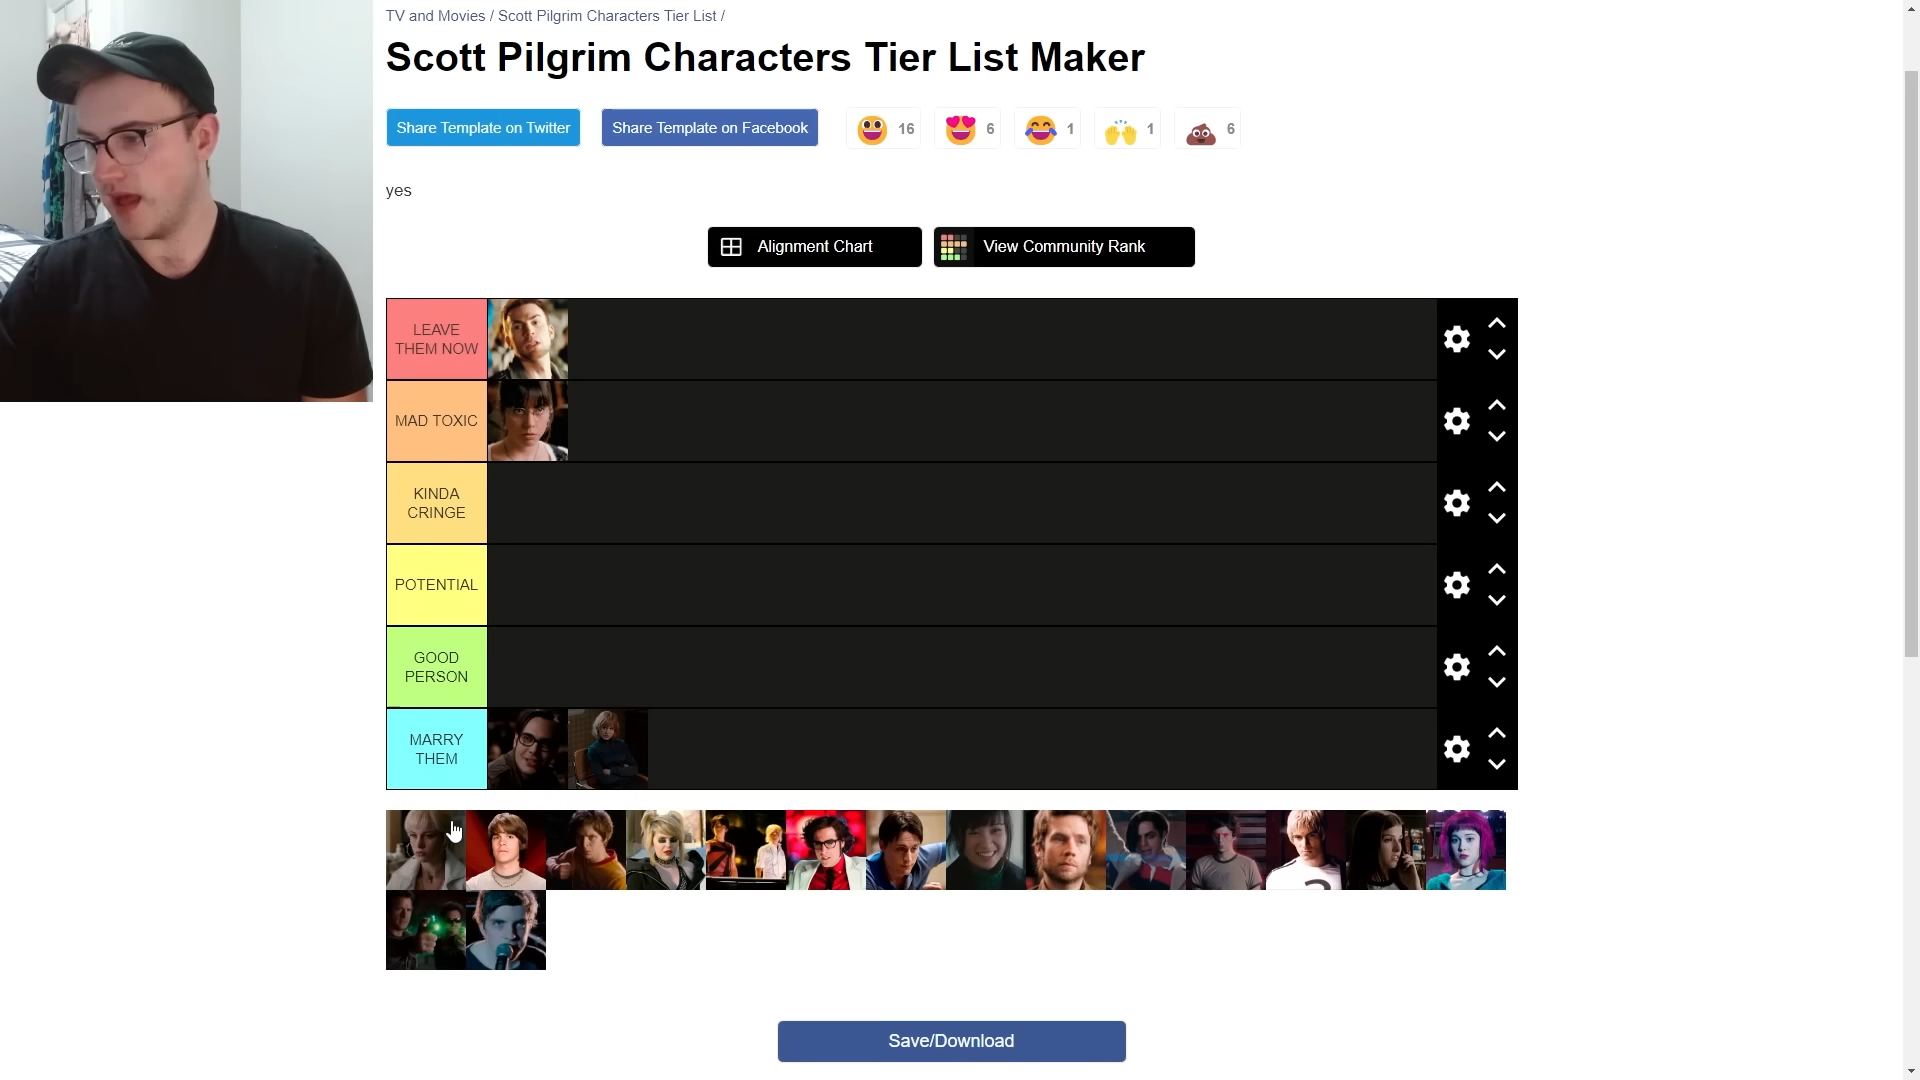 TV and Movies / Scott Pilgrim Characters Tier List /
Scott Pilgrim Characters Tier List Maker
Share Template on Twitter
Share Template on Facebook
16
6
1
1
6
yes
Alignment Chart
View Community Rank
LEAVE
THEM NOW
MAD TOXIC
KINDA
CRINGE
POTENTIAL
GOOD
PERSON
MARRY
THEM
Save/Download